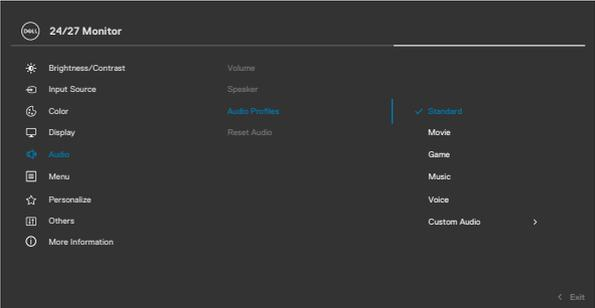 DELL
24/27 Monitor
Brightness/Contrast
Input Source
Color
Display
Audio
Menu
Personalize
Others
More Information
Volume
Speaker
Audio Profiles
Reset Audio
Standard
Movie
Game
Music
Voice
Custom Audio
Exit